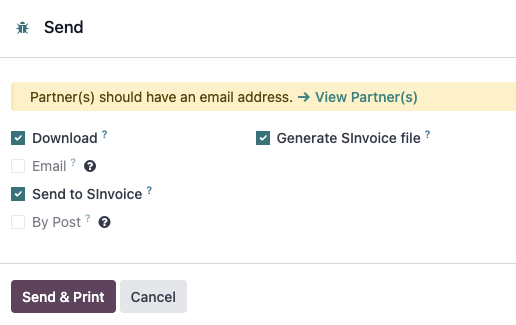 Send
Partner(s) should have an email address. → View Partner(s)
Download ?
Generate SInvoice file ?
Email ? ?
Send to SInvoice ?
By Post ? ?
Send & Print
Cancel